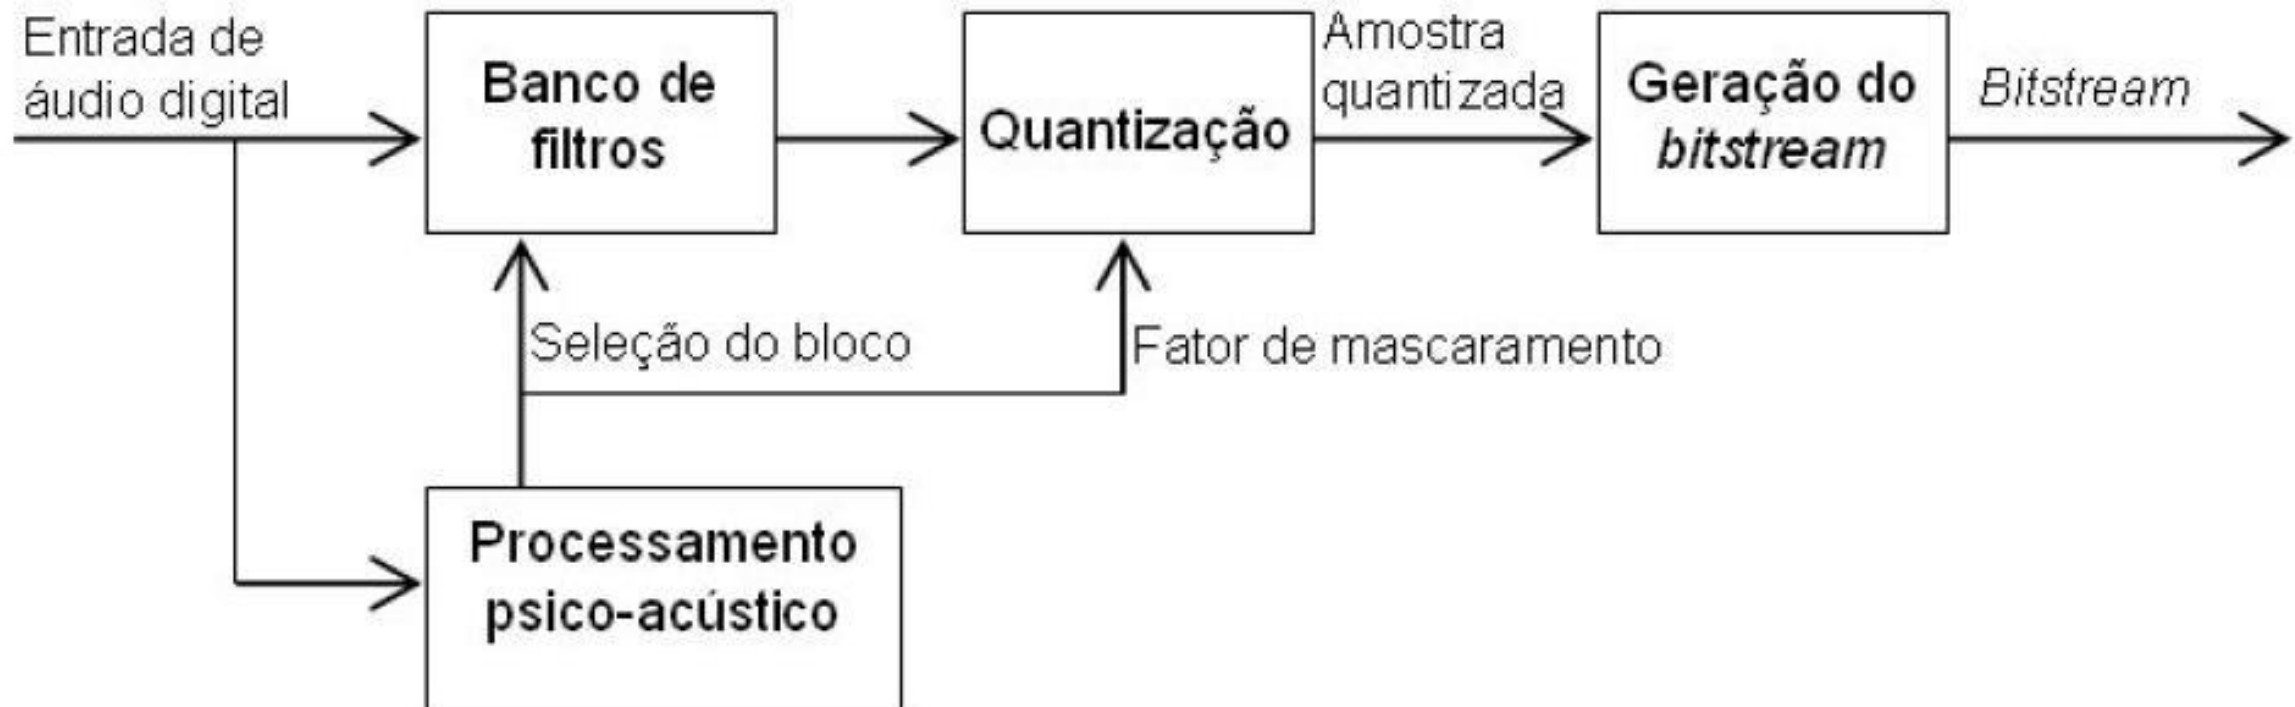 Entrada de
áudio digital
Banco de
filtros
Quantização
Amostra
quantizada
Geração do
bitstream
Bitstream
Seleção do bloco
Fator de mascaramento
Processamento
psico-acústico